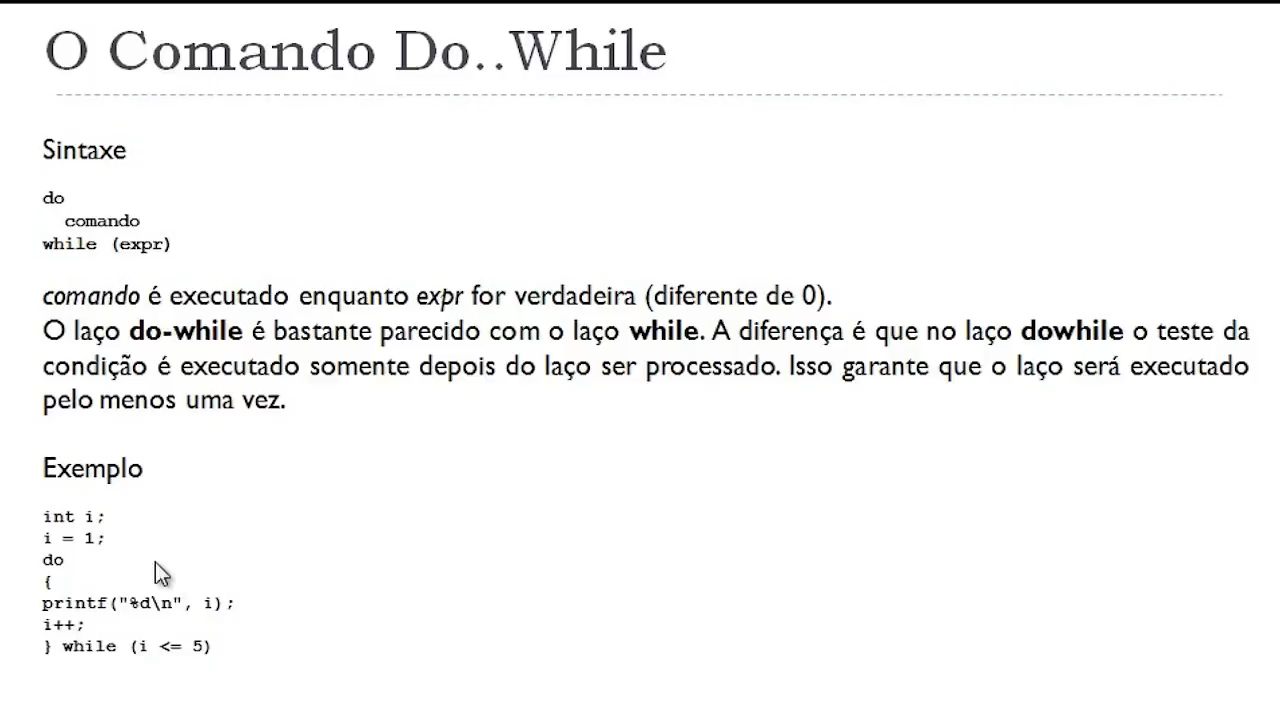 O Comando Do..While
Sintaxe
do
comando
while (expr)
comando é executado enquanto expr for verdadeira (diferente de 0).
O laço do-while é bastante parecido com o laço while. A diferença é que no laço dowhile o teste da
condição é executado somente depois do laço ser processado. Isso garante que o laço será executado
pelo menos uma vez.
Exemplo
int i;
i = 1;
do
{
printf("%d\n", i);
i++;
} while (i <= 5)